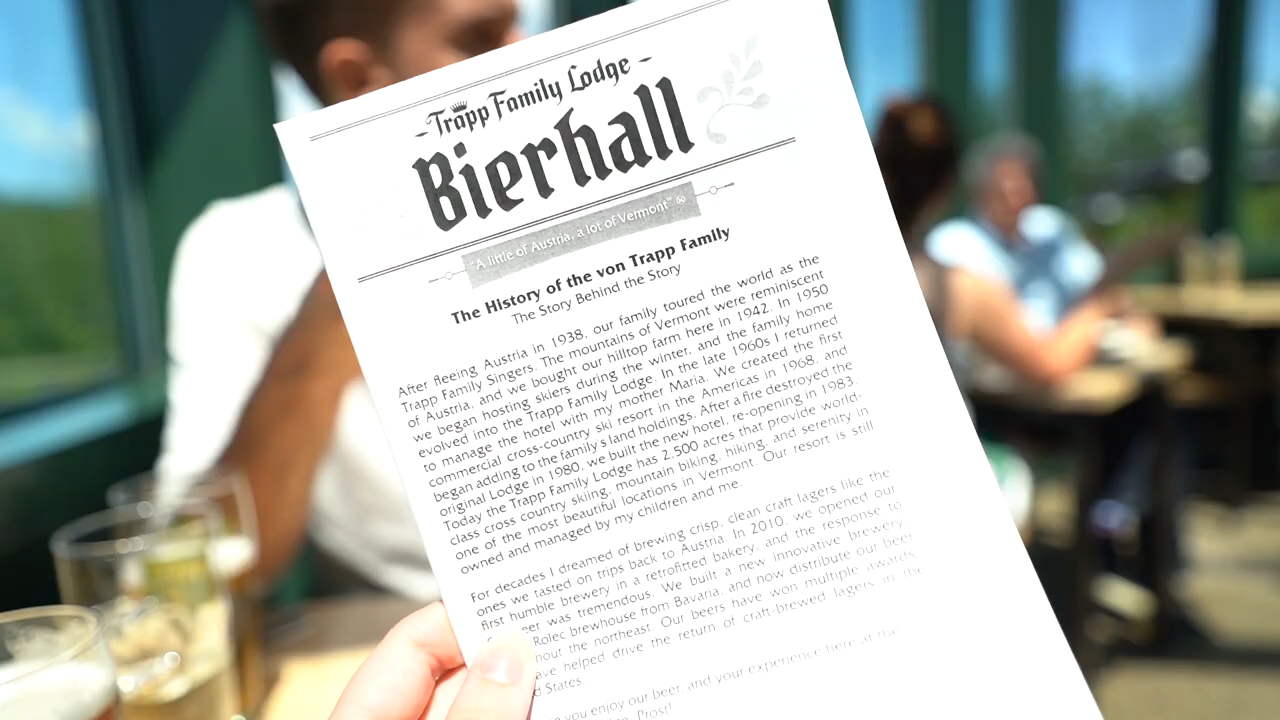 -Trapp Family Lodge-
Bierhall
"A little of Austria, a lot of Vermont" ®
The History of the von Trapp Family
The Story Behind the Story
After fleeing Austria in 1938, our family toured the world as the
Trapp Family Singers. The mountains of Vermont were reminiscent
of Austria, and we bought our hilltop farm here in 1942. In 1950
we began hosting skiers during the winter, and the family home
evolved into the Trapp Family Lodge. In the late 1960s I returned
to manage the hotel with my mother Maria. We created the first
commercial cross-country ski resort in the Americas in 1968, and
began adding to the family's land holdings. After a fire destroyed the
original Lodge in 1980, we built the new hotel, re-opening in 1983.
Today the Trapp Family Lodge has 2,500 acres that provide world-
class cross country skiing, mountain biking, hiking, and serenity in
one of the most beautiful locations in Vermont. Our resort is still
owned and managed by my children and me.
For decades I dreamed of brewing crisp, clean craft lagers like the
ones we tasted on trips back to Austria. In 2010, we opened our
first humble brewery in a retrofitted bakery, and the response to
eer was tremendous. We built a new innovative brewery
Rolec brewhouse from Bavaria, and now distribute our beer
hout the northeast. Our beers have won multiple awards
ave helped drive the return of craft-brewed lagers in the
d States.
you enjoy our beer, and your experience here at the
Prost!